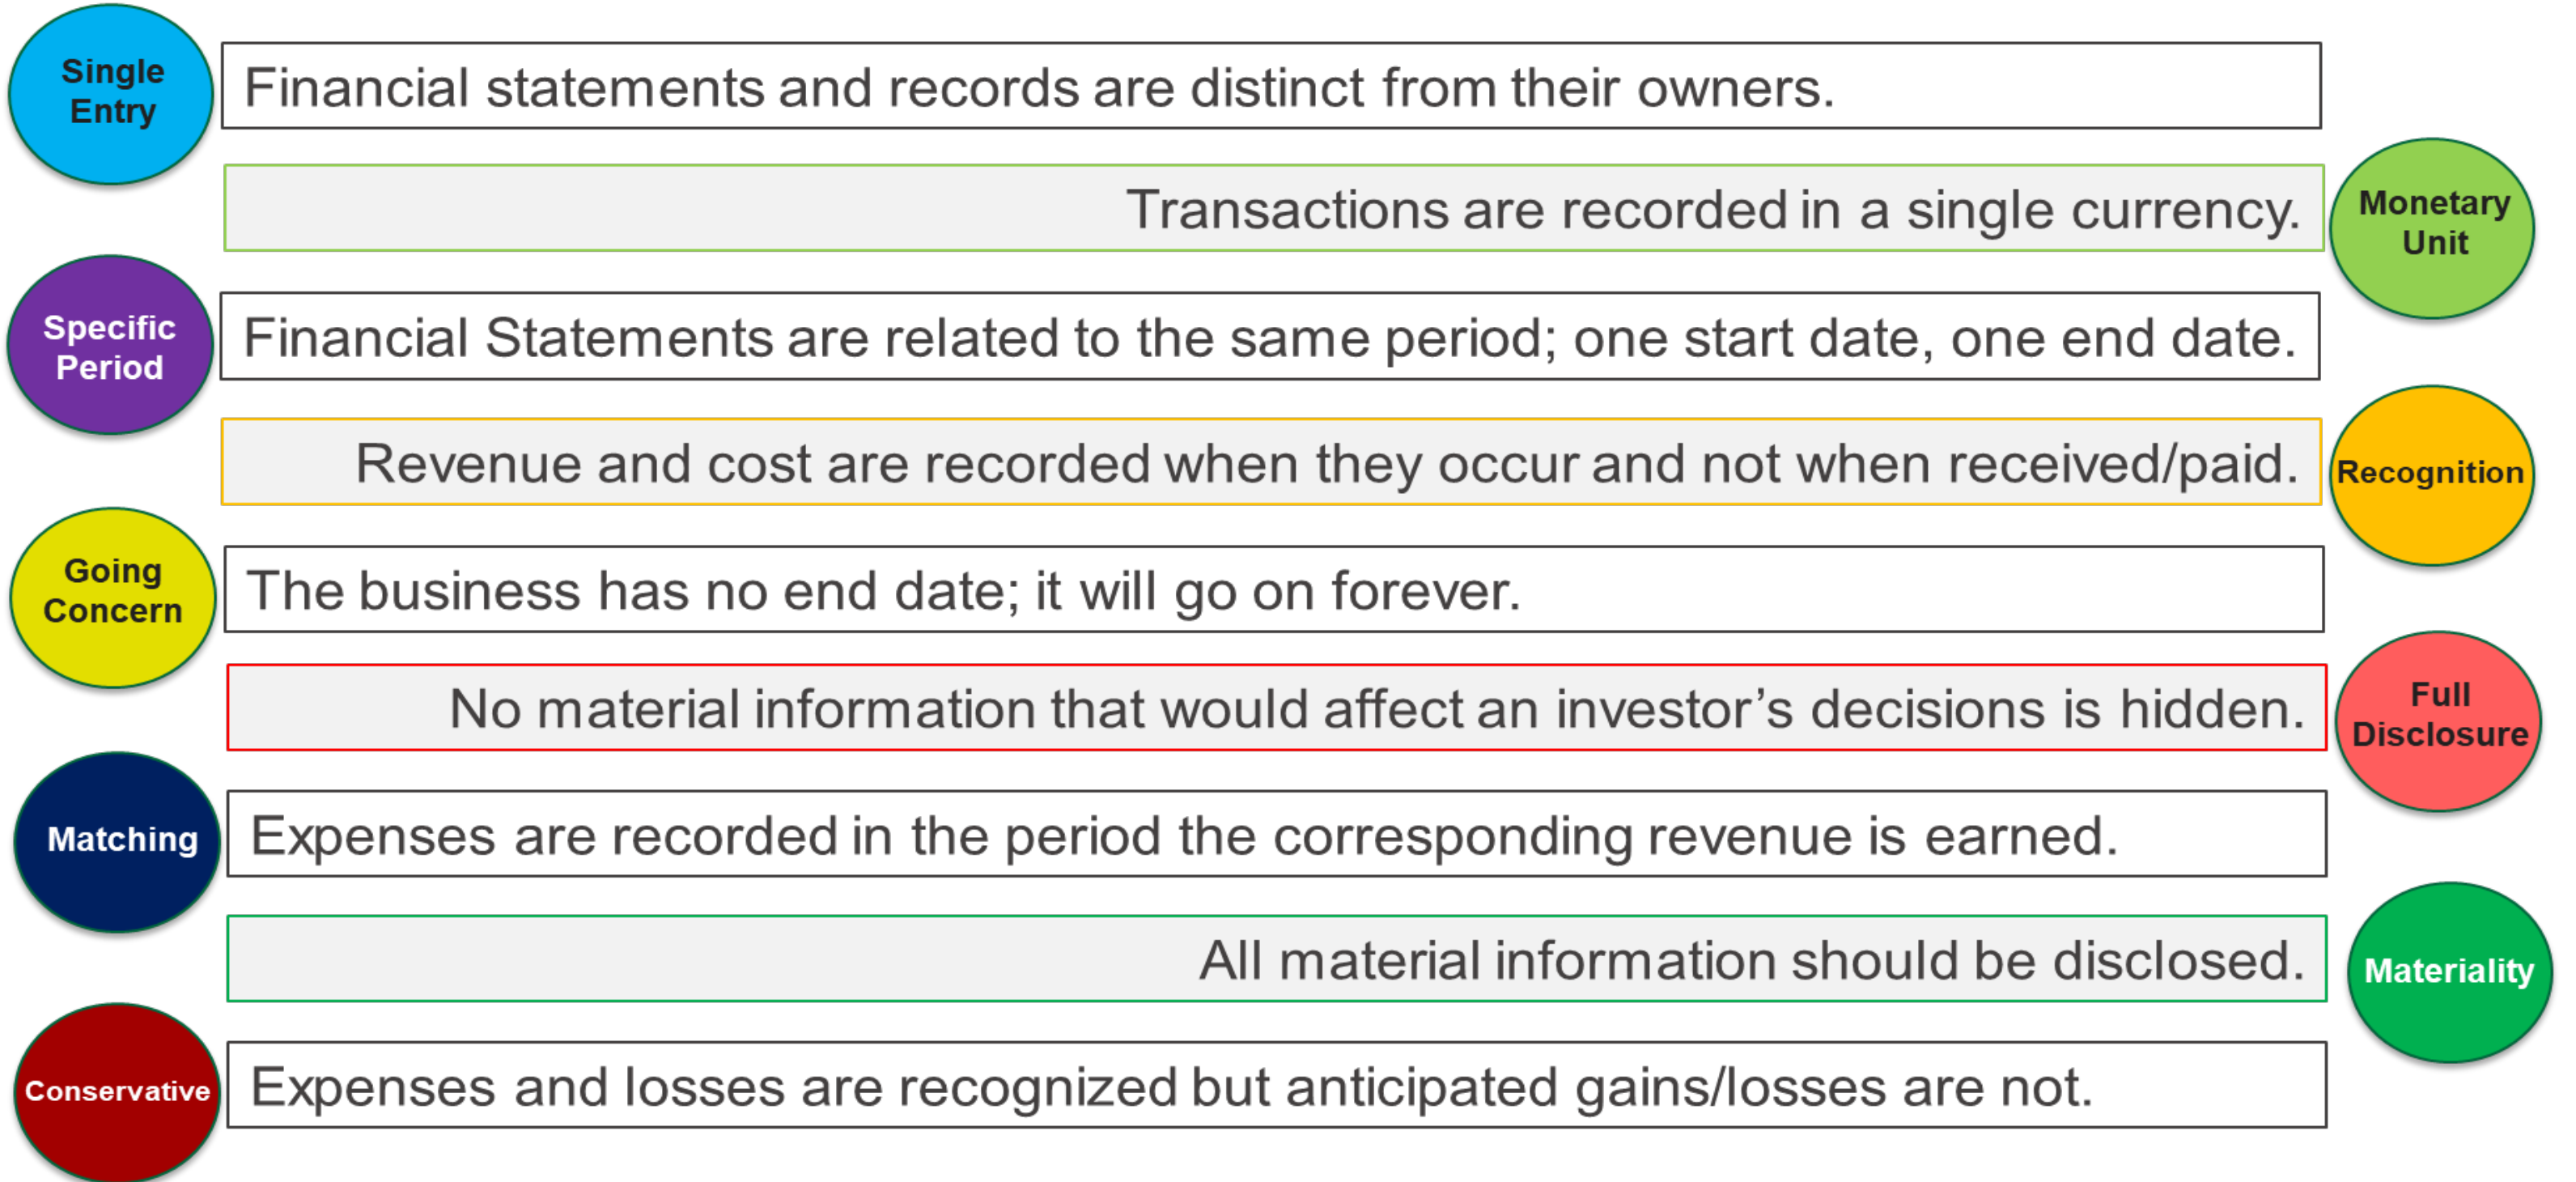 Single
Entry
Financial statements and records are distinct from their owners.
Transactions are recorded in a single currency.
Monetary
Unit
Specific
Period
Financial Statements are related to the same period; one start date, one end date.
Revenue and cost are recorded when they occur and not when received/paid.
Recognition
Going
Concern
The business has no end date; it will go on forever.
No material information that would affect an investor’s decisions is hidden.
Full
Disclosure
Matching
Expenses are recorded in the period the corresponding revenue is earned.
All material information should be disclosed.
Materiality
Conservative
Expenses and losses are recognized but anticipated gains/losses are not.